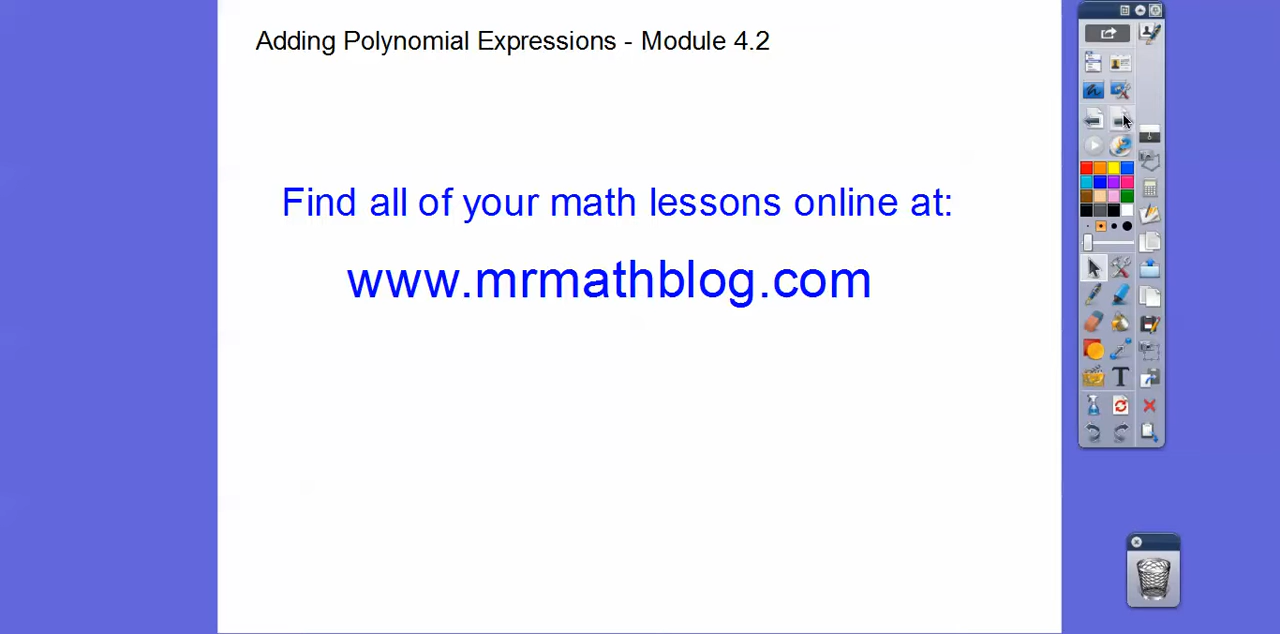 Adding Polynomial Expressions - Module 4.2
Find all of your math lessons online at:
www.mrmathblog.com